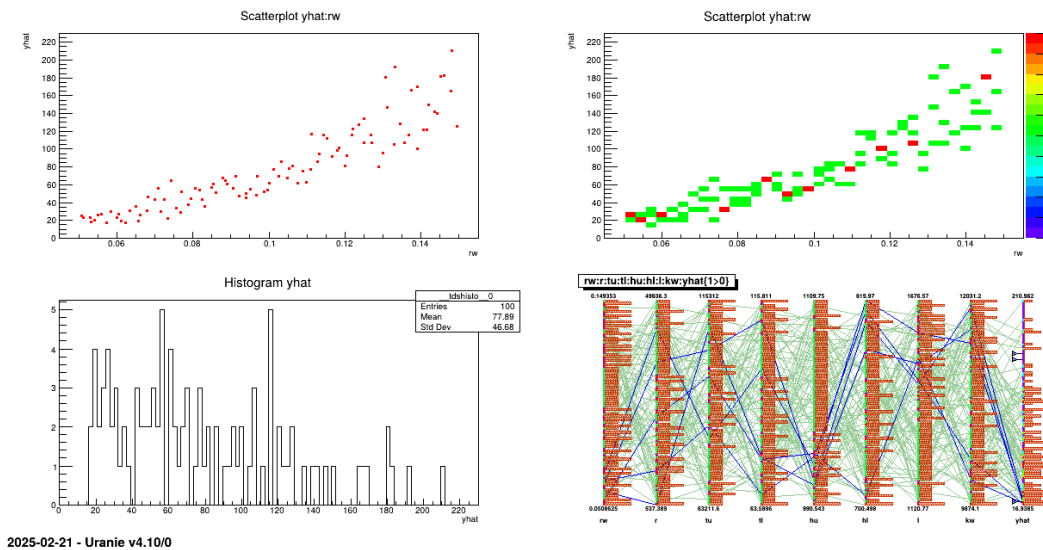 Scatterplot yhat:rw
yhat
220
200
180
160
140
120
100
80
60
40
20
0
0.06
0.08
0.1
0.12
0.14
rw
Scatterplot yhat:rw
yhat
220
200
180
160
140
120
100
80
60
40
20
0
0.06
0.08
0.1
0.12
0.14
rw
Histogram yhat
__tdshisto__0
Entries 100
Mean 77.89
Std Dev 46.68
5
4
3
2
1
0
0 20 40 60 80 100 120 140 160 180 200 220
yhat
rw:r:tu:tl:hu:hl:l:kw:yhat{1>0}
0.149353 49836.3 115312 115.811 1109.75 819.97 1676.57 12031.2 210.962
0.0508625 537.389 63211.5 63.5896 990.543 700.498 1120.77 9874.1 16.9385
rw r tu tl hu hl l kw yhat
2025-02-21 - Uranie v4.10/0